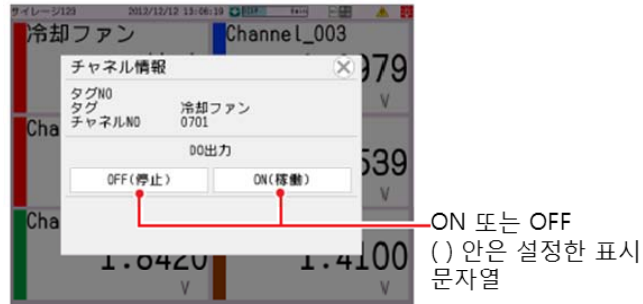 サイレージ123 2012/12/12 13:06:19
冷却ファン Channel_003
979
V
チャネル情報
タグNO
タグ 冷却ファン
チャネルNO 0701
DO出力
OFF(停止) ON(稼働)
Cha
539
V
Cha
1.8420 1.4100
V V
ON 또는 OFF
( ) 안은 설정한 표시
문자열